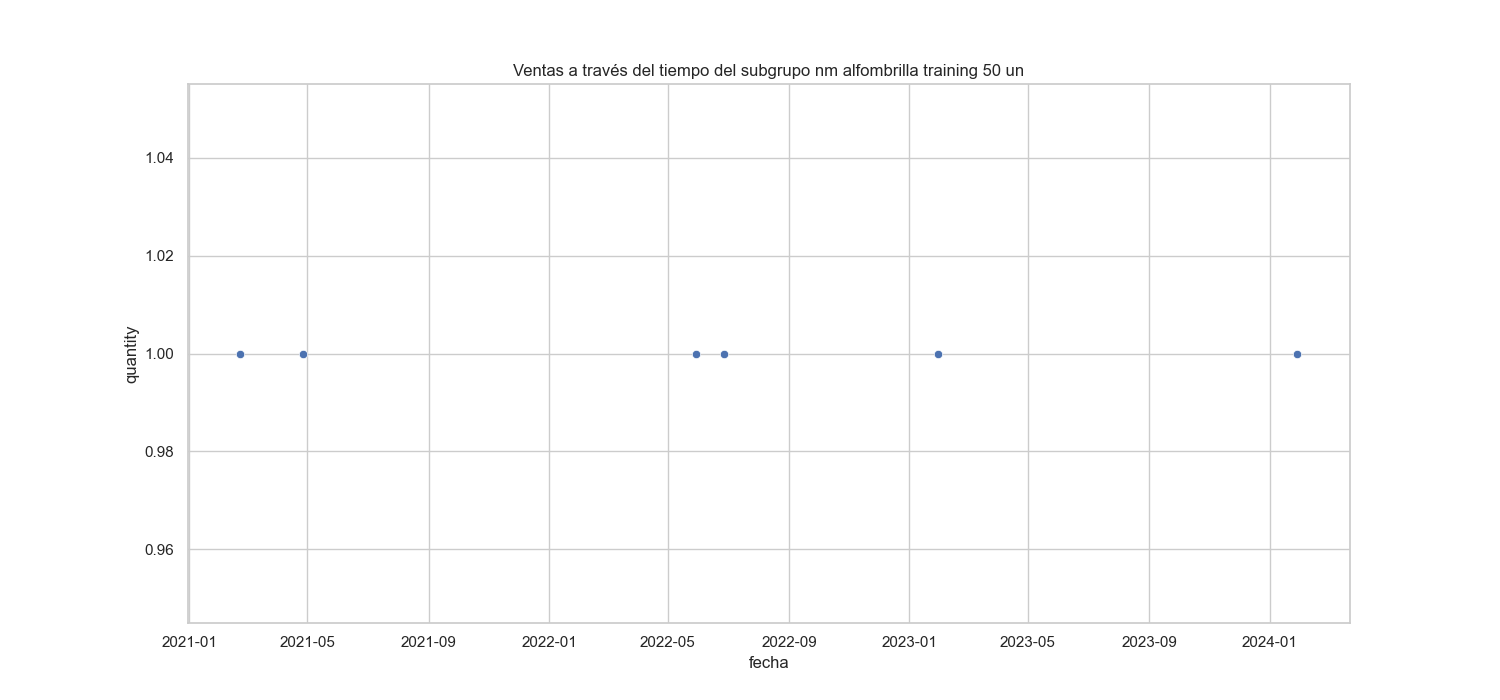 Ventas a través del tiempo del subgrupo nm alfombrilla training 50 un
1.04
1.02
1.00
0.98
0.96
quantity
2021-01 2021-05 2021-09 2022-01 2022-05 2022-09 2023-01 2023-05 2023-09 2024-01
fecha